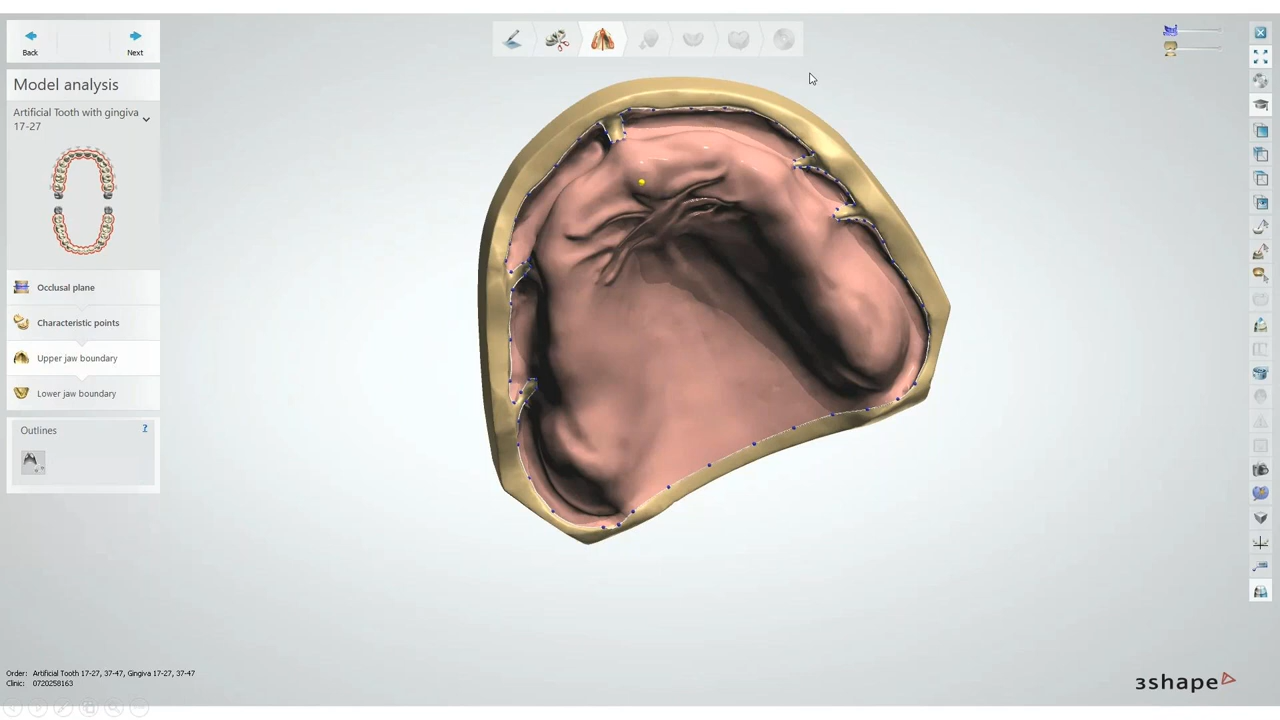 Back
Next
Model analysis
Artificial Tooth with gingiva
17-27
Occlusal plane
Characteristic points
Upper jaw boundary
Lower jaw boundary
Outlines
?
Order: Artificial Tooth 17-27, 37-47, Gingiva 17-27, 37-47
Clinic: 0720258163
3shape